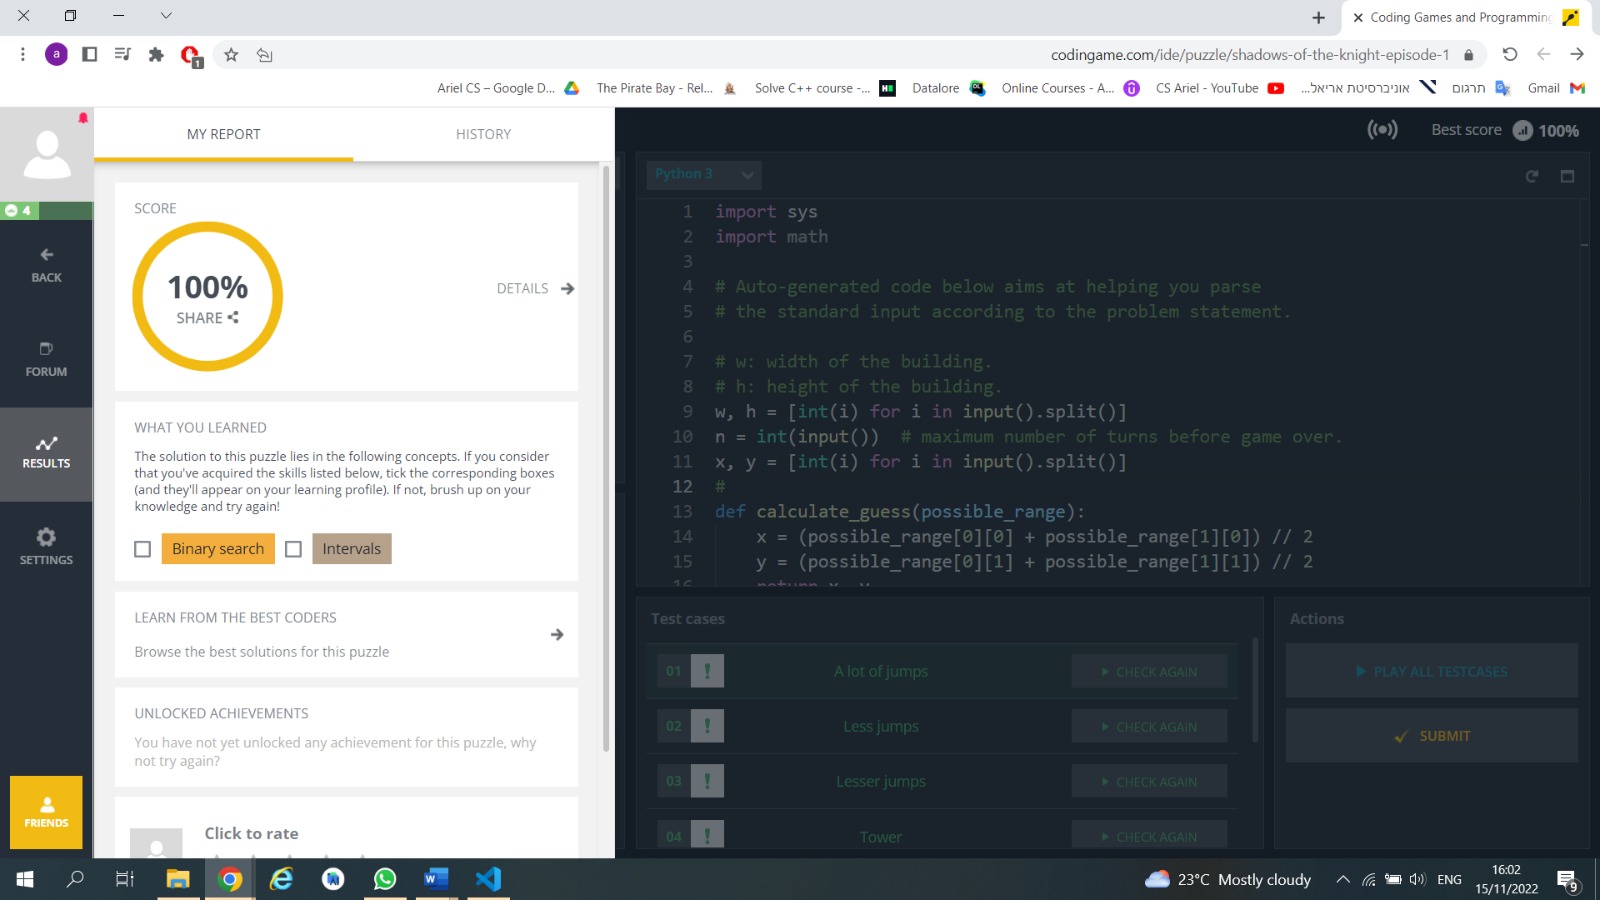 Coding Games and Programming
codingame.com/ide/puzzle/shadows-of-the-knight-episode-1
a
1
Ariel CS – Google D...
The Pirate Bay - Rel...
Solve C++ course -...
Datalore
Online Courses - A...
CS Ariel - YouTube
אוניברסיטת אריאל...
תרגום
Gmail
MY REPORT
HISTORY
4
BACK
FORUM
RESULTS
SETTINGS
FRIENDS
SCORE
100%
SHARE
DETAILS
WHAT YOU LEARNED
The solution to this puzzle lies in the following concepts. If you consider
that you've acquired the skills listed below, tick the corresponding boxes
(and they'll appear on your learning profile). If not, brush up on your
knowledge and try again!
Binary search
Intervals
LEARN FROM THE BEST CODERS
Browse the best solutions for this puzzle
UNLOCKED ACHIEVEMENTS
You have not yet unlocked any achievement for this puzzle, why
not try again?
Click to rate
Best score 100%
Python 3
1 import sys
2 import math
3
4 # Auto-generated code below aims at helping you parse
5 # the standard input according to the problem statement.
6
7 # w: width of the building.
8 # h: height of the building.
9 w, h = [int(i) for i in input().split()]
10 n = int(input())  # maximum number of turns before game over.
11 x, y = [int(i) for i in input().split()]
12 #
13 def calculate_guess(possible_range):
14     x = (possible_range[0][0] + possible_range[1][0]) // 2
15     y = (possible_range[0][1] + possible_range[1][1]) // 2
16     return x, y
Test cases
01 ! A lot of jumps CHECK AGAIN
02 ! Less jumps CHECK AGAIN
03 ! Lesser jumps CHECK AGAIN
04 ! Tower CHECK AGAIN
Actions
PLAY ALL TESTCASES
SUBMIT
23°C Mostly cloudy
ENG
16:02
15/11/2022
9